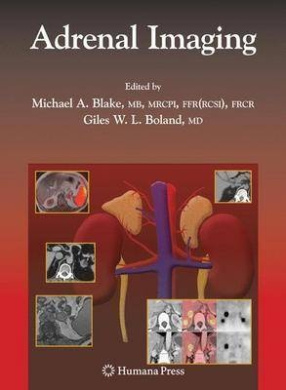 Adrenal Imaging
Edited by
Michael A. Blake, MB, MRCPI, FFR(RCSI), FRCR
Giles W. L. Boland, MD
Humana Press